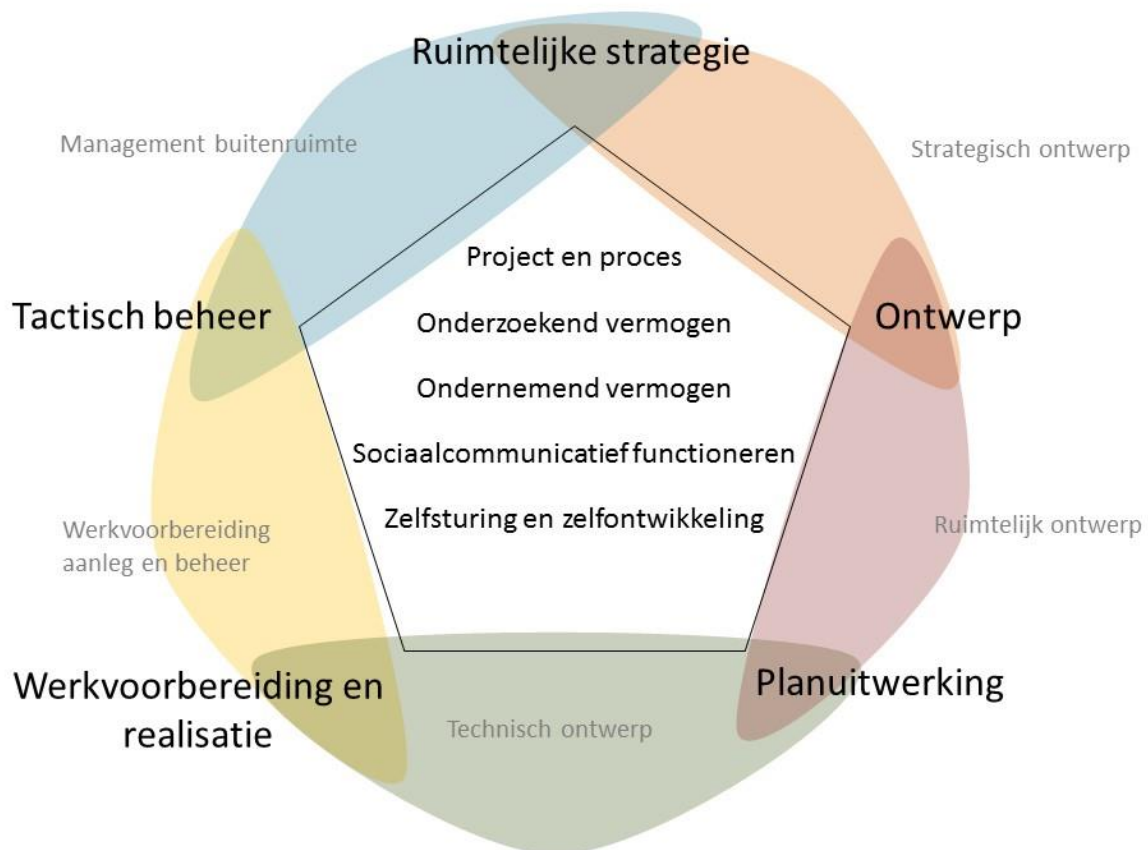 Ruimtelijke strategie
Management buitenruimte
Strategisch ontwerp
Project en proces
Tactisch beheer
Onderzoekend vermogen
Ontwerp
Ondernemend vermogen
Sociaalcommunicatief functioneren
Zelfsturing en zelfontwikkeling
Werkvoorbereiding
aanleg en beheer
Ruimtelijk ontwerp
Werkvoorbereiding en
realisatie
Technisch ontwerp
Planuitwerking